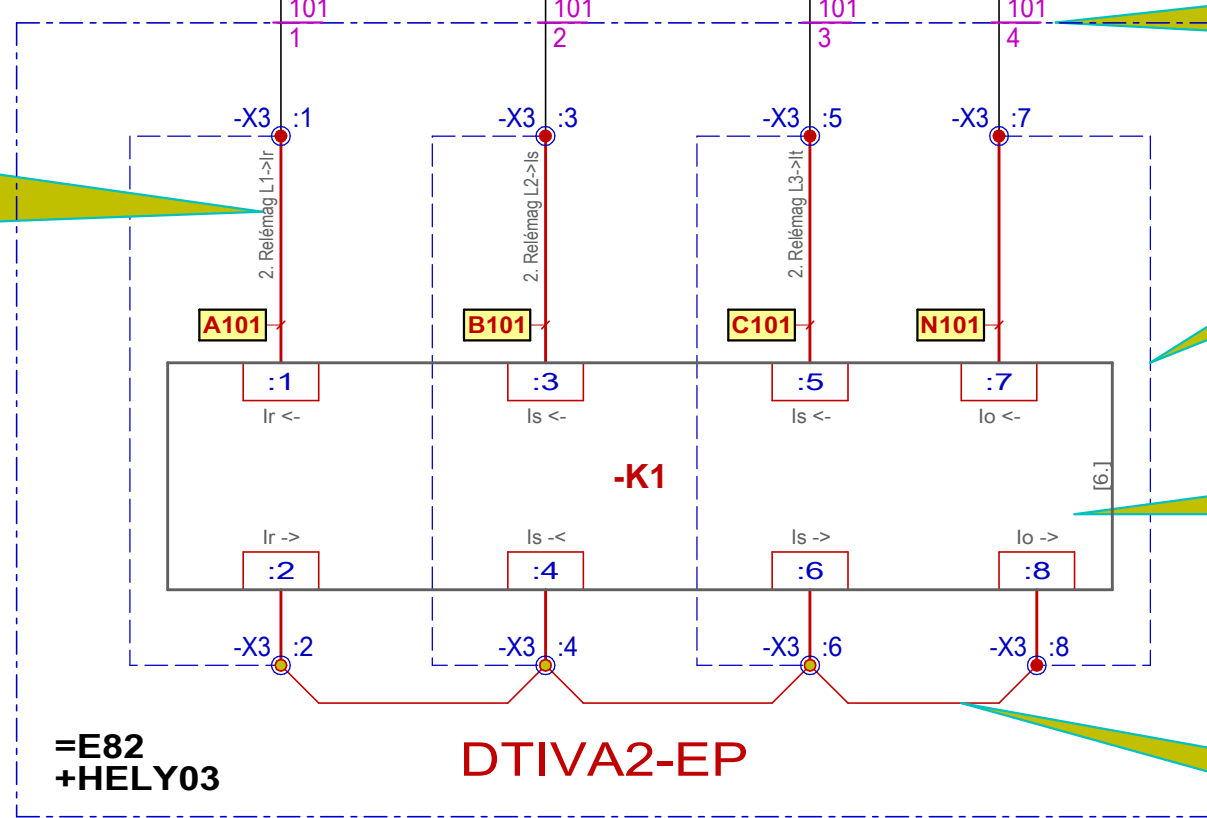 101 101 101 101
1 2 3 4
-X3 :1 -X3 :3 -X3 :5 -X3 :7
2. Relémag L1->Ir
2. Relémag L2->Is
2. Relémag L3->It
A101 B101 C101 N101
:1 :3 :5 :7
Ir <- Is <- Is <- Io <-
-K1
[6.]
Ir -> Is -< Is -> Io ->
:2 :4 :6 :8
-X3 :2 -X3 :4 -X3 :6 -X3 :8
=E82
+HELY03
DTIVA2-EP